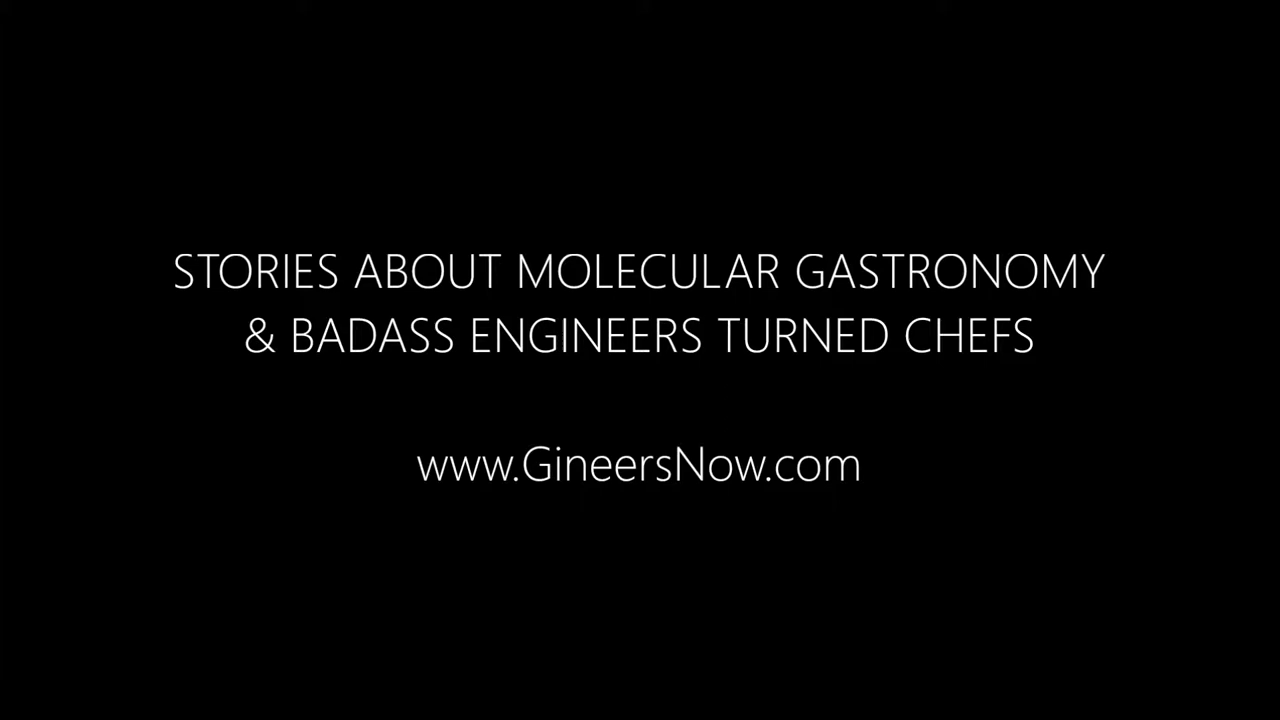 STORIES ABOUT MOLECULAR GASTRONOMY
& BADASS ENGINEERS TURNED CHEFS
www.GineersNow.com